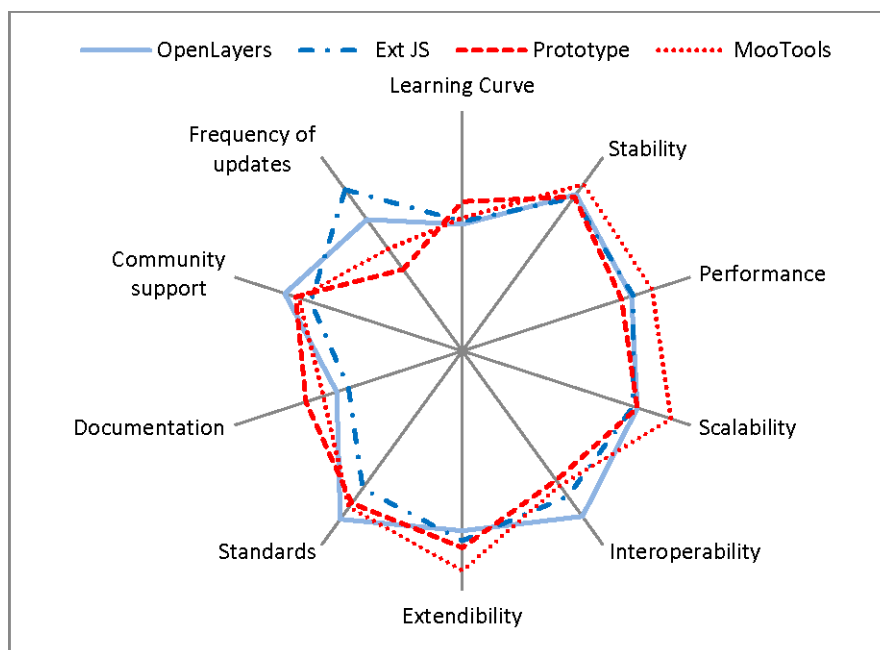 OpenLayers Ext JS Prototype MooTools
Learning Curve
Frequency of
updates
Stability
Community
support
Performance
Documentation
Scalability
Standards
Interoperability
Extendibility